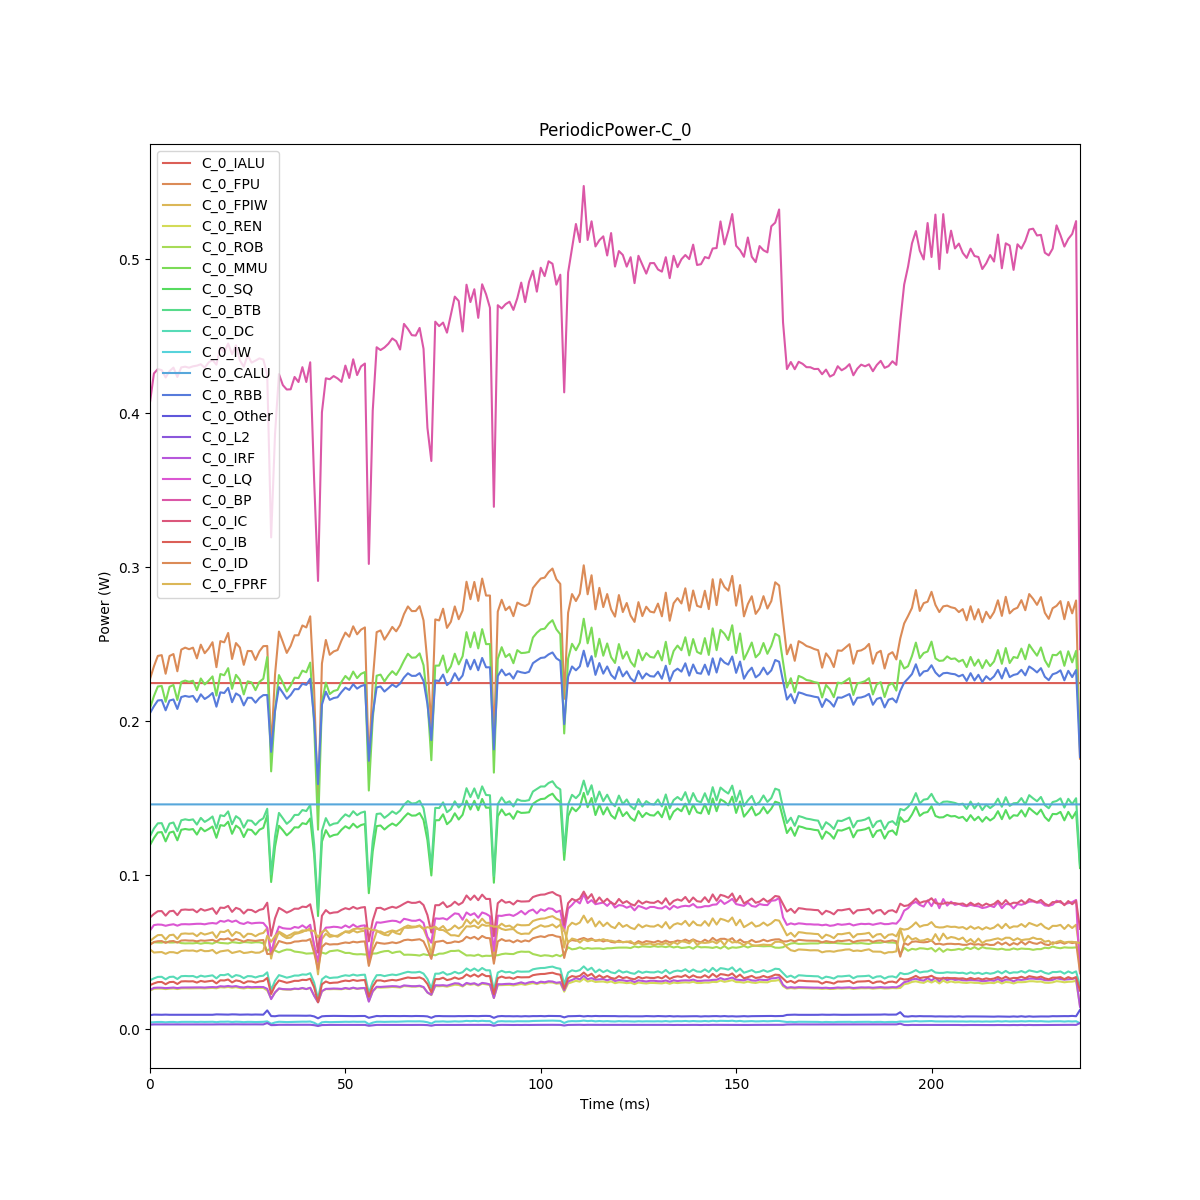 PeriodicPower-C_0
C_0_IALU
C_0_FPU
C_0_FPIW
C_0_REN
C_0_ROB
C_0_MMU
C_0_SQ
C_0_BTB
C_0_DC
C_0_IW
C_0_CALU
C_0_RBB
C_0_Other
C_0_L2
C_0_IRF
C_0_LQ
C_0_BP
C_0_IC
C_0_IB
C_0_ID
C_0_FPRF
Power (W)
0.5
0.4
0.3
0.2
0.1
0.0
0 50 100 150 200
Time (ms)